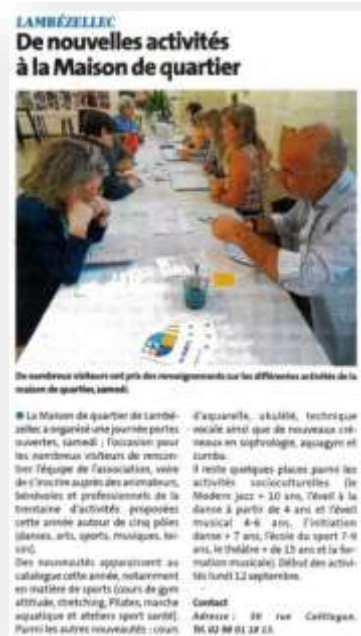 LAMBÉZELLEC
De nouvelles activités
à la Maison de quartier
De nombreux visiteurs ont pris des renseignements sur les différentes activités de la
maison de quartier, samedi.
● La Maison de quartier de Lambé-
zellec a organisé une journée portes
ouvertes, samedi ; l'occasion pour
les nombreux visiteurs de rencon-
trer l'équipe de l'association, voire
de s'inscrire auprès des animateurs,
bénévoles et professionnels de la
trentaine d'activités proposées
cette année autour de cinq pôles
(danses, arts, sports, musiques, loi-
sirs).
Des nouveautés apparaissent au
catalogue cette année, notamment
en matière de sports (cours de gym
attitude, stretching, Pilates, marche
aquatique et ateliers sport santé).
Parmi les autres nouveautés : cours
d'aquarelle, ukulélé, technique
vocale ainsi que de nouveaux cré-
neaux en sophrologie, aquagym et
zumba.
Il reste quelques places parmi les
activités socioculturelles (le
Modern jazz + 10 ans, l'éveil à la
danse à partir de 4 ans et l'éveil
musical 4-6 ans, l'initiation
danse + 7 ans, l'école du sport 7-9
ans, le théâtre + de 15 ans et la for-
mation musicale). Début des activi-
tés lundi 12 septembre.
Contact
Adresse : 39 rue
Tél.